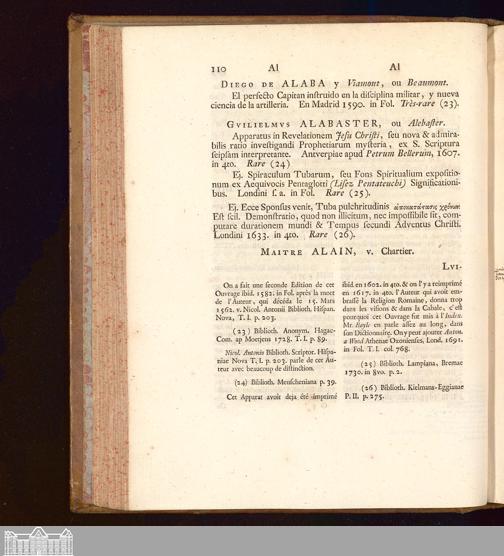 110 Al Al
DIEGO DE ALABA y Viamont, ou Beaumont.
El perfecto Capitan instruido en la disciplina militar, y nueva
ciencia de la artilleria. En Madrid 1590. in Fol. Très-rare (23).
GVILIELMVS ALABASTER, ou Alebaster.
Apparatus in Revelationem Jesu Christi, seu nova & admira-
bilis ratio investigandi Prophetiarum mysteria, ex S. Scriptura
seipsam interpretante. Antverpiae apud Petrum Bellerum, 1607.
in 4to. Rare (24)
Ej. Spiraculum Tubarum, seu Fons Spiritualium expositio-
num ex Aequivocis Pentaglotti (Lisez Pentateuchi) Significationi-
bus. Londini f. a. in Fol. Rare (25).
Ej. Ecce Sponsus venit, Tuba pulchritudinis
Est scil. Demonstratio, quod non illicitum, nec impossibile sit, com-
putare durationem mundi & Tempus secundi Adventus Christi.
Londini 1633. in 4to. Rare (26).
MAITRE ALAIN, v. Chartier.
LVI-
On a fait une seconde Edition de cet
Ouvrage ibid. 1582. in Fol. après la mort
de l'Auteur, qui décéda le 15. Mars
1562. v. Nicol. Antonii Biblioth. Hispan.
Nova, T. I. p. 203.
(23) Biblioth. Anonym. Hagae-
Com. ap Moetjens 1728. T. I. p. 89.
Nicol. Antonio Biblioth. Scriptor. Hispa-
niae Nova T. I. p. 203. parle de cet Au-
teur avec beaucoup de distinction.
(24) Biblioth. Menscheniana p. 39.
Cet Apparat avoit deja été imprimé
ibid en 1602. in 4to. & on l'y a reimprimé
en 1617. in 4to. l'Auteur qui avoit em-
brassé la Religion Romaine, donna trop
dans les visions & dans la Cabale, c'est
pourquoi cet Ouvrage fut mis à l'Index.
Mr. Bayle en parle assez au long, dans
son Dictionnaire. On y peut ajouter Anton.
a Wood Athenae Oxonienses, Lond. 1691.
in Fol. T. I. col. 768.
(25) Biblioth. Lampiana, Bremae
1730. in 8vo. p. 2.
(26) Biblioth. Kielmans-Eggianae
P. II. p. 275.